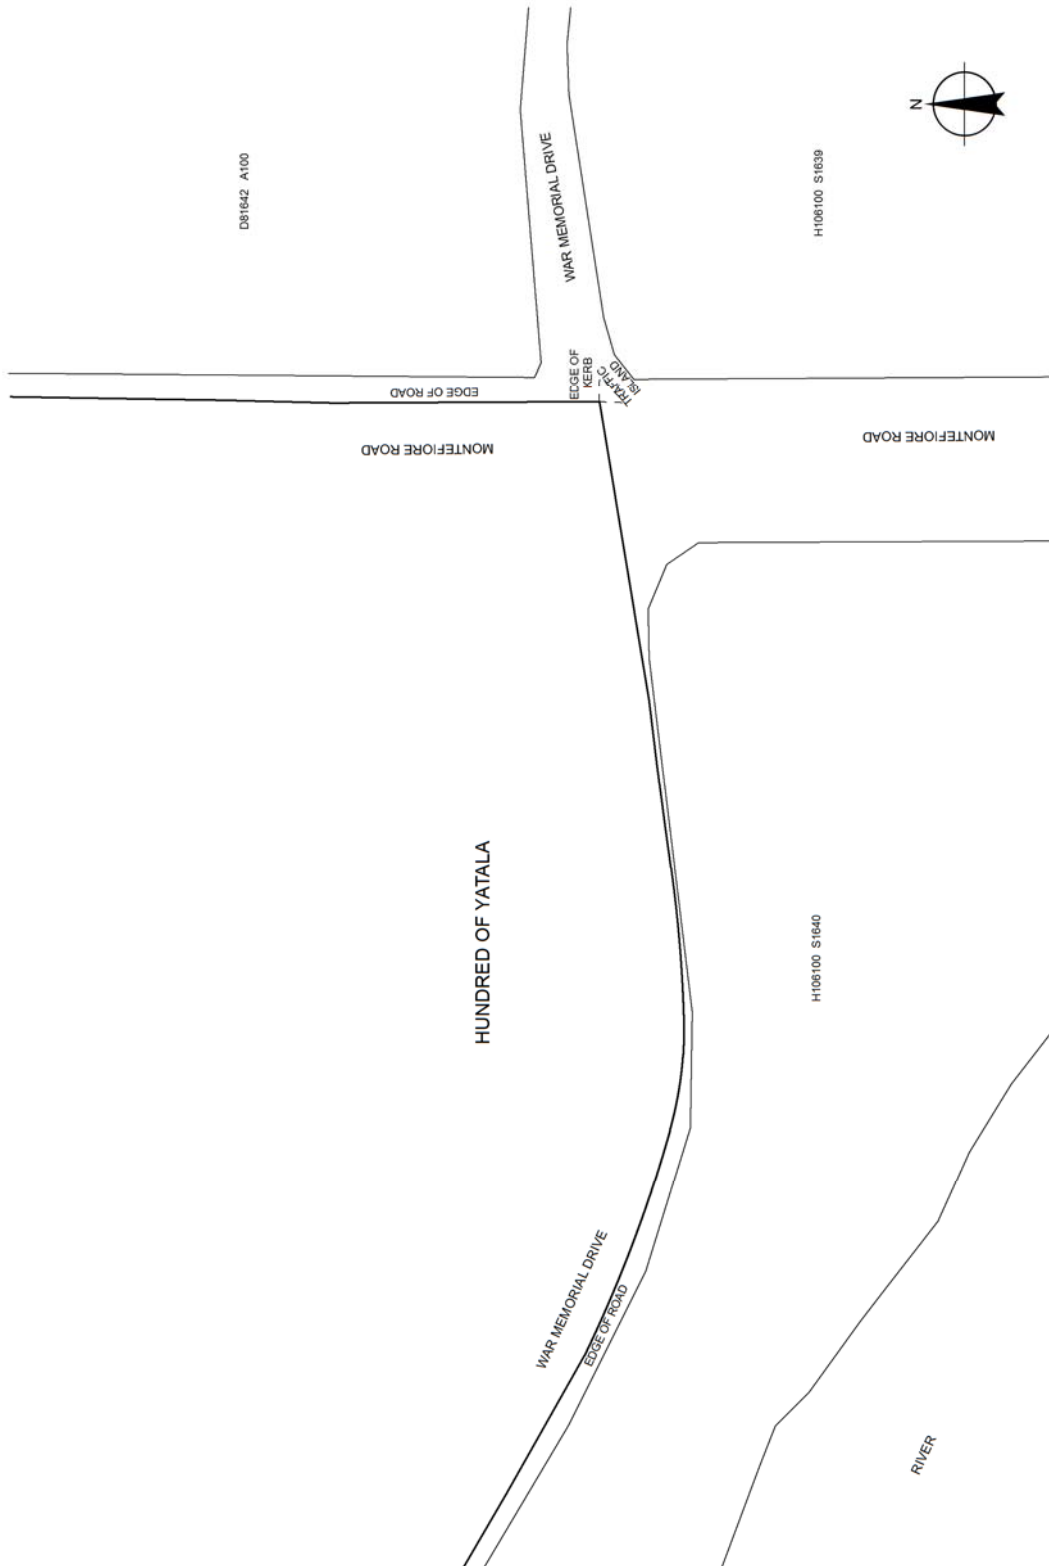 N
D81642 A100
WAR MEMORIAL DRIVE
H106100 S1639
EDGE OF ROAD
EDGE OF
KERB
TRAFFIC
ISLAND
MONTEFIORE ROAD
MONTEFIORE ROAD
HUNDRED OF YATALA
H106100 S1640
WAR MEMORIAL DRIVE
EDGE OF ROAD
RIVER